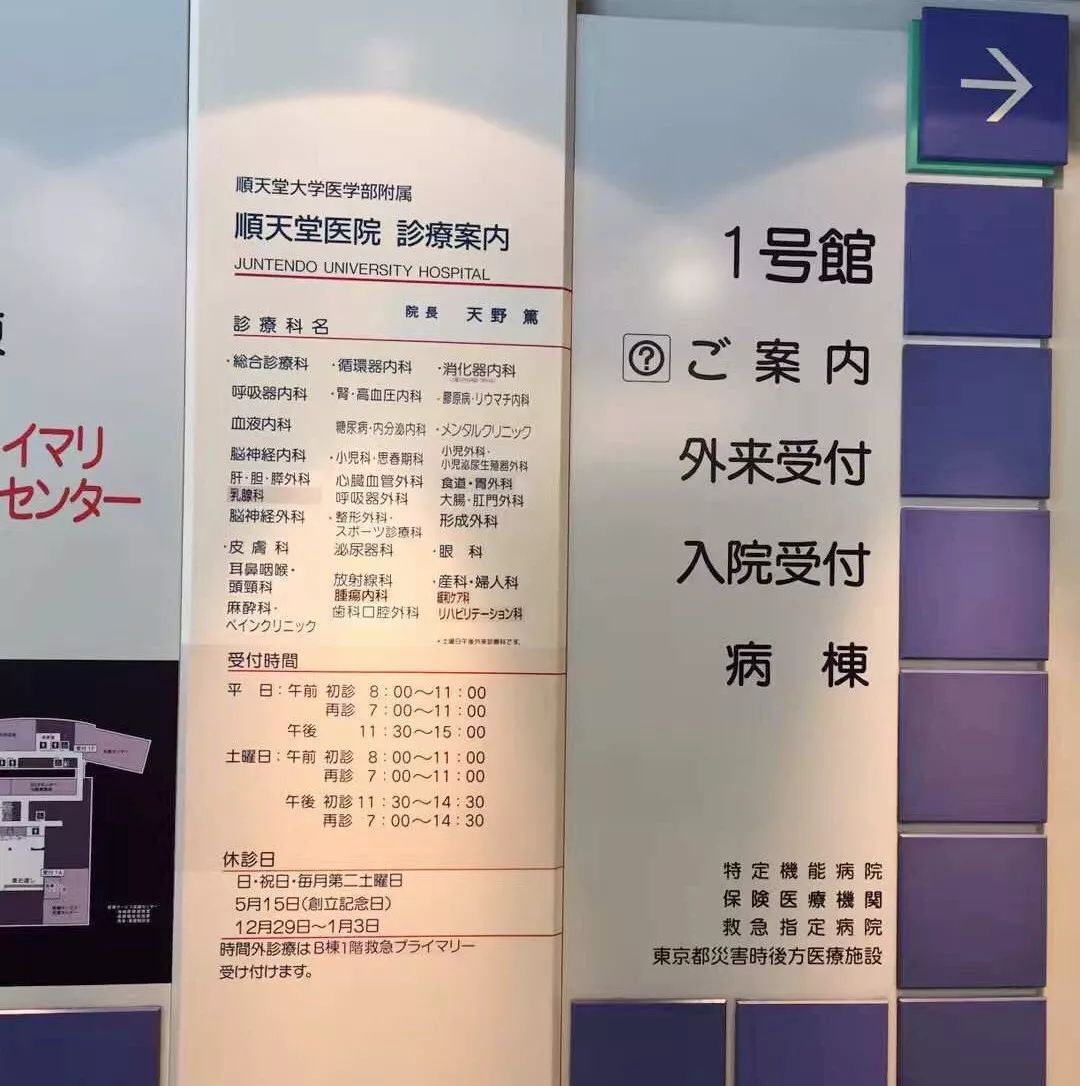 イマリ
センター
順天堂大学医学部附属
順天堂医院 診療案内
JUNTENDO UNIVERSITY HOSPITAL
院長 天野 篤
診療科名
・総合診療科 ・循環器内科 ・消化器内科
呼吸器内科 ・腎・高血圧内科 ・膠原病・リウマチ内科
血液内科 糖尿病・内分泌内科 ・メンタルクリニック
脳神経内科 ・小児科・思春期科 小児外科・
小児泌尿生殖器外科
肝・胆・膵外科 心臓血管外科 食道・胃外科
乳腺科 呼吸器外科 大腸・肛門外科
脳神経外科 ・整形外科・ 形成外科
スポーツ診療科
・皮膚科 泌尿器科 ・眼科
耳鼻咽喉・
頭頸科 放射線科 ・産科・婦人科
腫瘍内科 緩和ケア科
麻酔科・ 歯科口腔外科 リハビリテーション科
ペインクリニック
・土曜日午後外来診療科です。
受付時間
平 日：午前 初診 8：00〜11：00
再診 7：00〜11：00
午後 11：30〜15：00
土曜日：午前 初診 8：00〜11：00
再診 7：00〜11：00
午後 初診 11：30〜14：30
再診 7：00〜14：30
休診日
日・祝日・毎月第二土曜日
5月15日(創立記念日)
12月29日〜1月3日
時間外診療はB棟1階救急プライマリー
受け付けます。
1号館
? ご案内
外来受付
入院受付
病棟
特定機能病院
保険医療機関
救急指定病院
東京都災害時後方医療施設